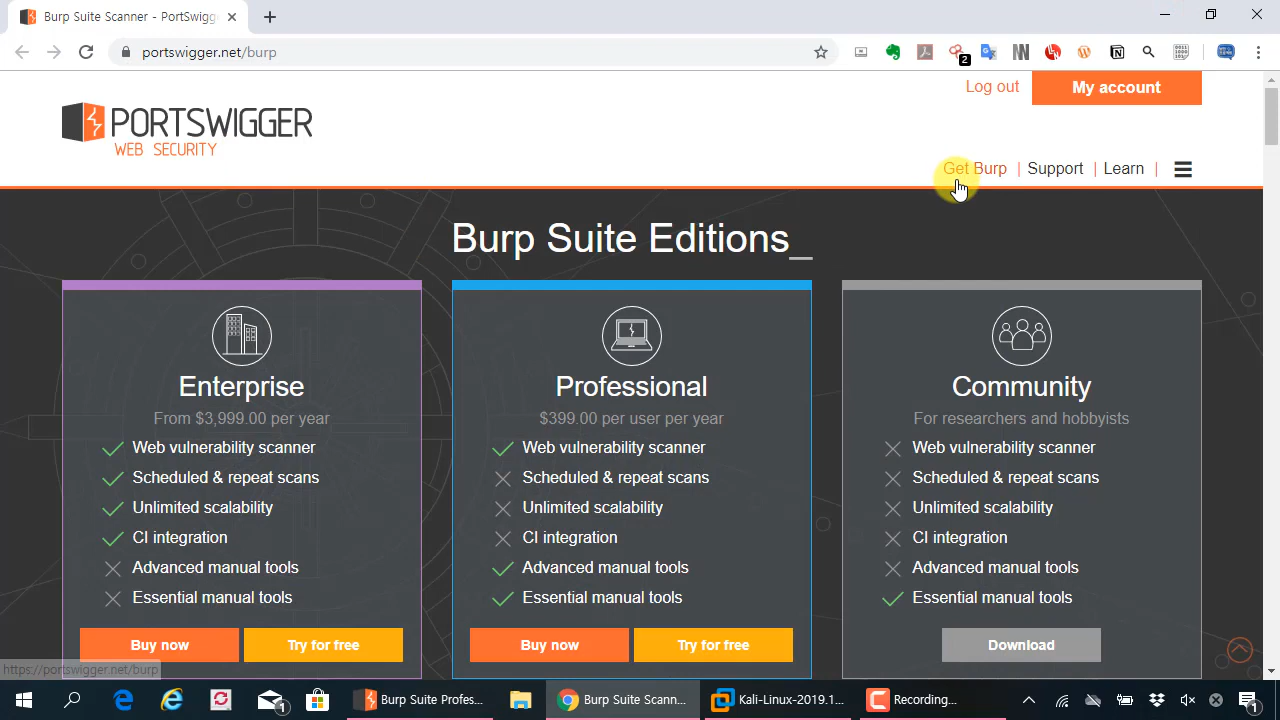 Burp Suite Scanner - PortSwigg
portswigger.net/burp
2
Log out
My account
PORTSWIGGER
WEB SECURITY
Get Burp | Support | Learn |
Burp Suite Editions_
Enterprise
From $3,999.00 per year
Web vulnerability scanner
Scheduled & repeat scans
Unlimited scalability
CI integration
Advanced manual tools
Essential manual tools
Buy now
Try for free
Professional
$399.00 per user per year
Web vulnerability scanner
Scheduled & repeat scans
Unlimited scalability
CI integration
Advanced manual tools
Essential manual tools
Buy now
Try for free
Community
For researchers and hobbyists
Web vulnerability scanner
Scheduled & repeat scans
Unlimited scalability
CI integration
Advanced manual tools
Essential manual tools
Download
https://portswigger.net/burp
1
Burp Suite Profes...
Burp Suite Scann...
Kali-Linux-2019.1...
Recording...
1